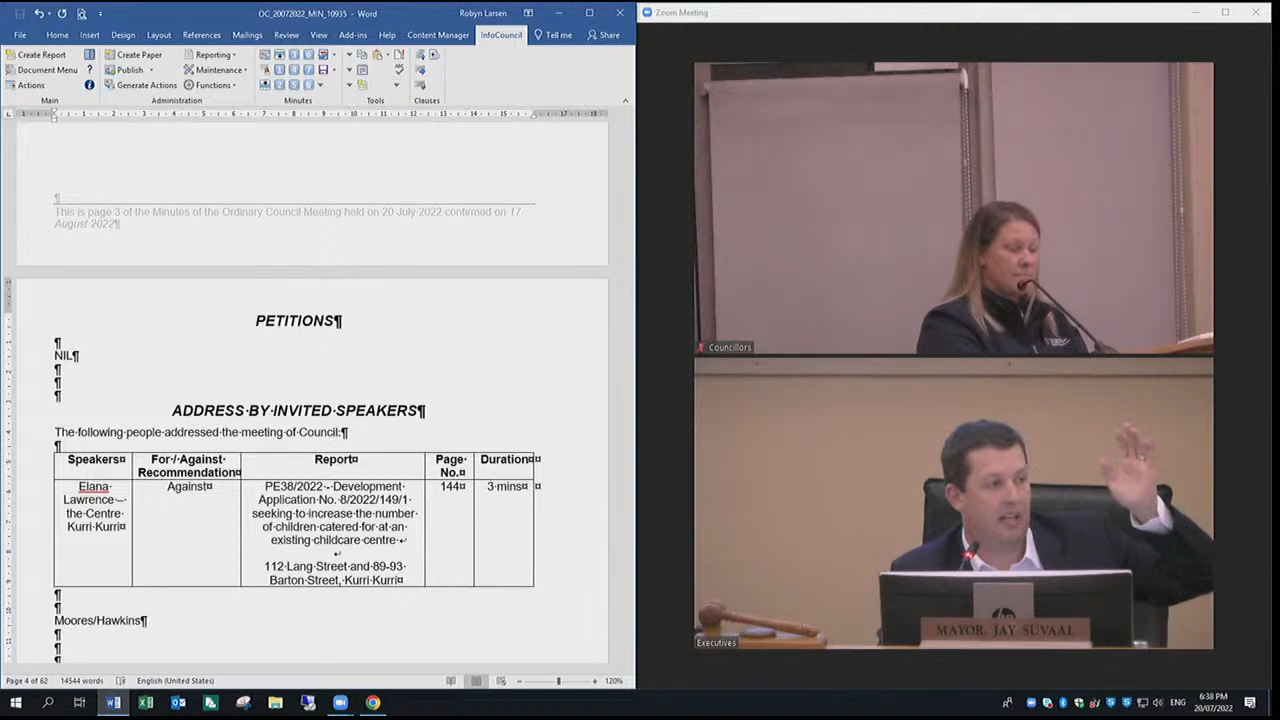 OC_20072022_MIN_10935 - Word
Robyn Larsen
File Home Insert Design Layout References Mailings Review View Add-ins Help Content Manager InfoCouncil Tell me Share
Create Report Create Paper Reporting
Document Menu ? Publish Maintenance
Actions Generate Actions Functions
Main Administration Minutes Tools Clauses
This is page 3 of the Minutes of the Ordinary Council Meeting held on 20 July 2022 confirmed on 17
August 2022
PETITIONS
NIL
ADDRESS BY INVITED SPEAKERS
The following people addressed the meeting of Council:
Speakers For / Against Report Page Duration
Recommendation No.
Elana Against PE38/2022 - Development 144 3 mins
Lawrence – Application No. 8/2022/149/1
the Centre seeking to increase the number
Kurri Kurri of children catered for at an
existing childcare centre
112 Lang Street and 89-93
Barton Street, Kurri Kurri
Moores/Hawkins
Page 4 of 62 14544 words English (United States) 120%
Zoom Meeting
Councillors
hp
MAYOR. JAY SUVAAL
Executives
ENG
6:38 PM
20/07/2022